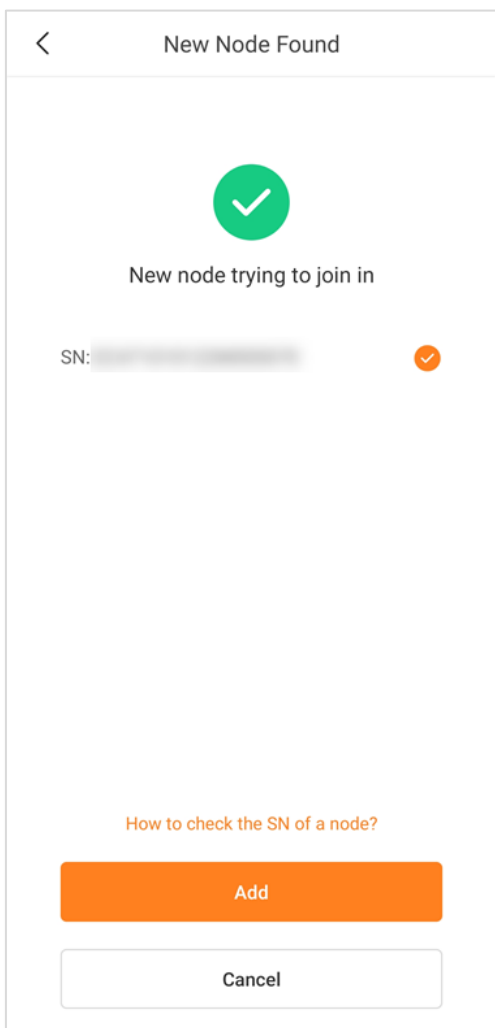 New Node Found
New node trying to join in
SN:
How to check the SN of a node?
Add
Cancel